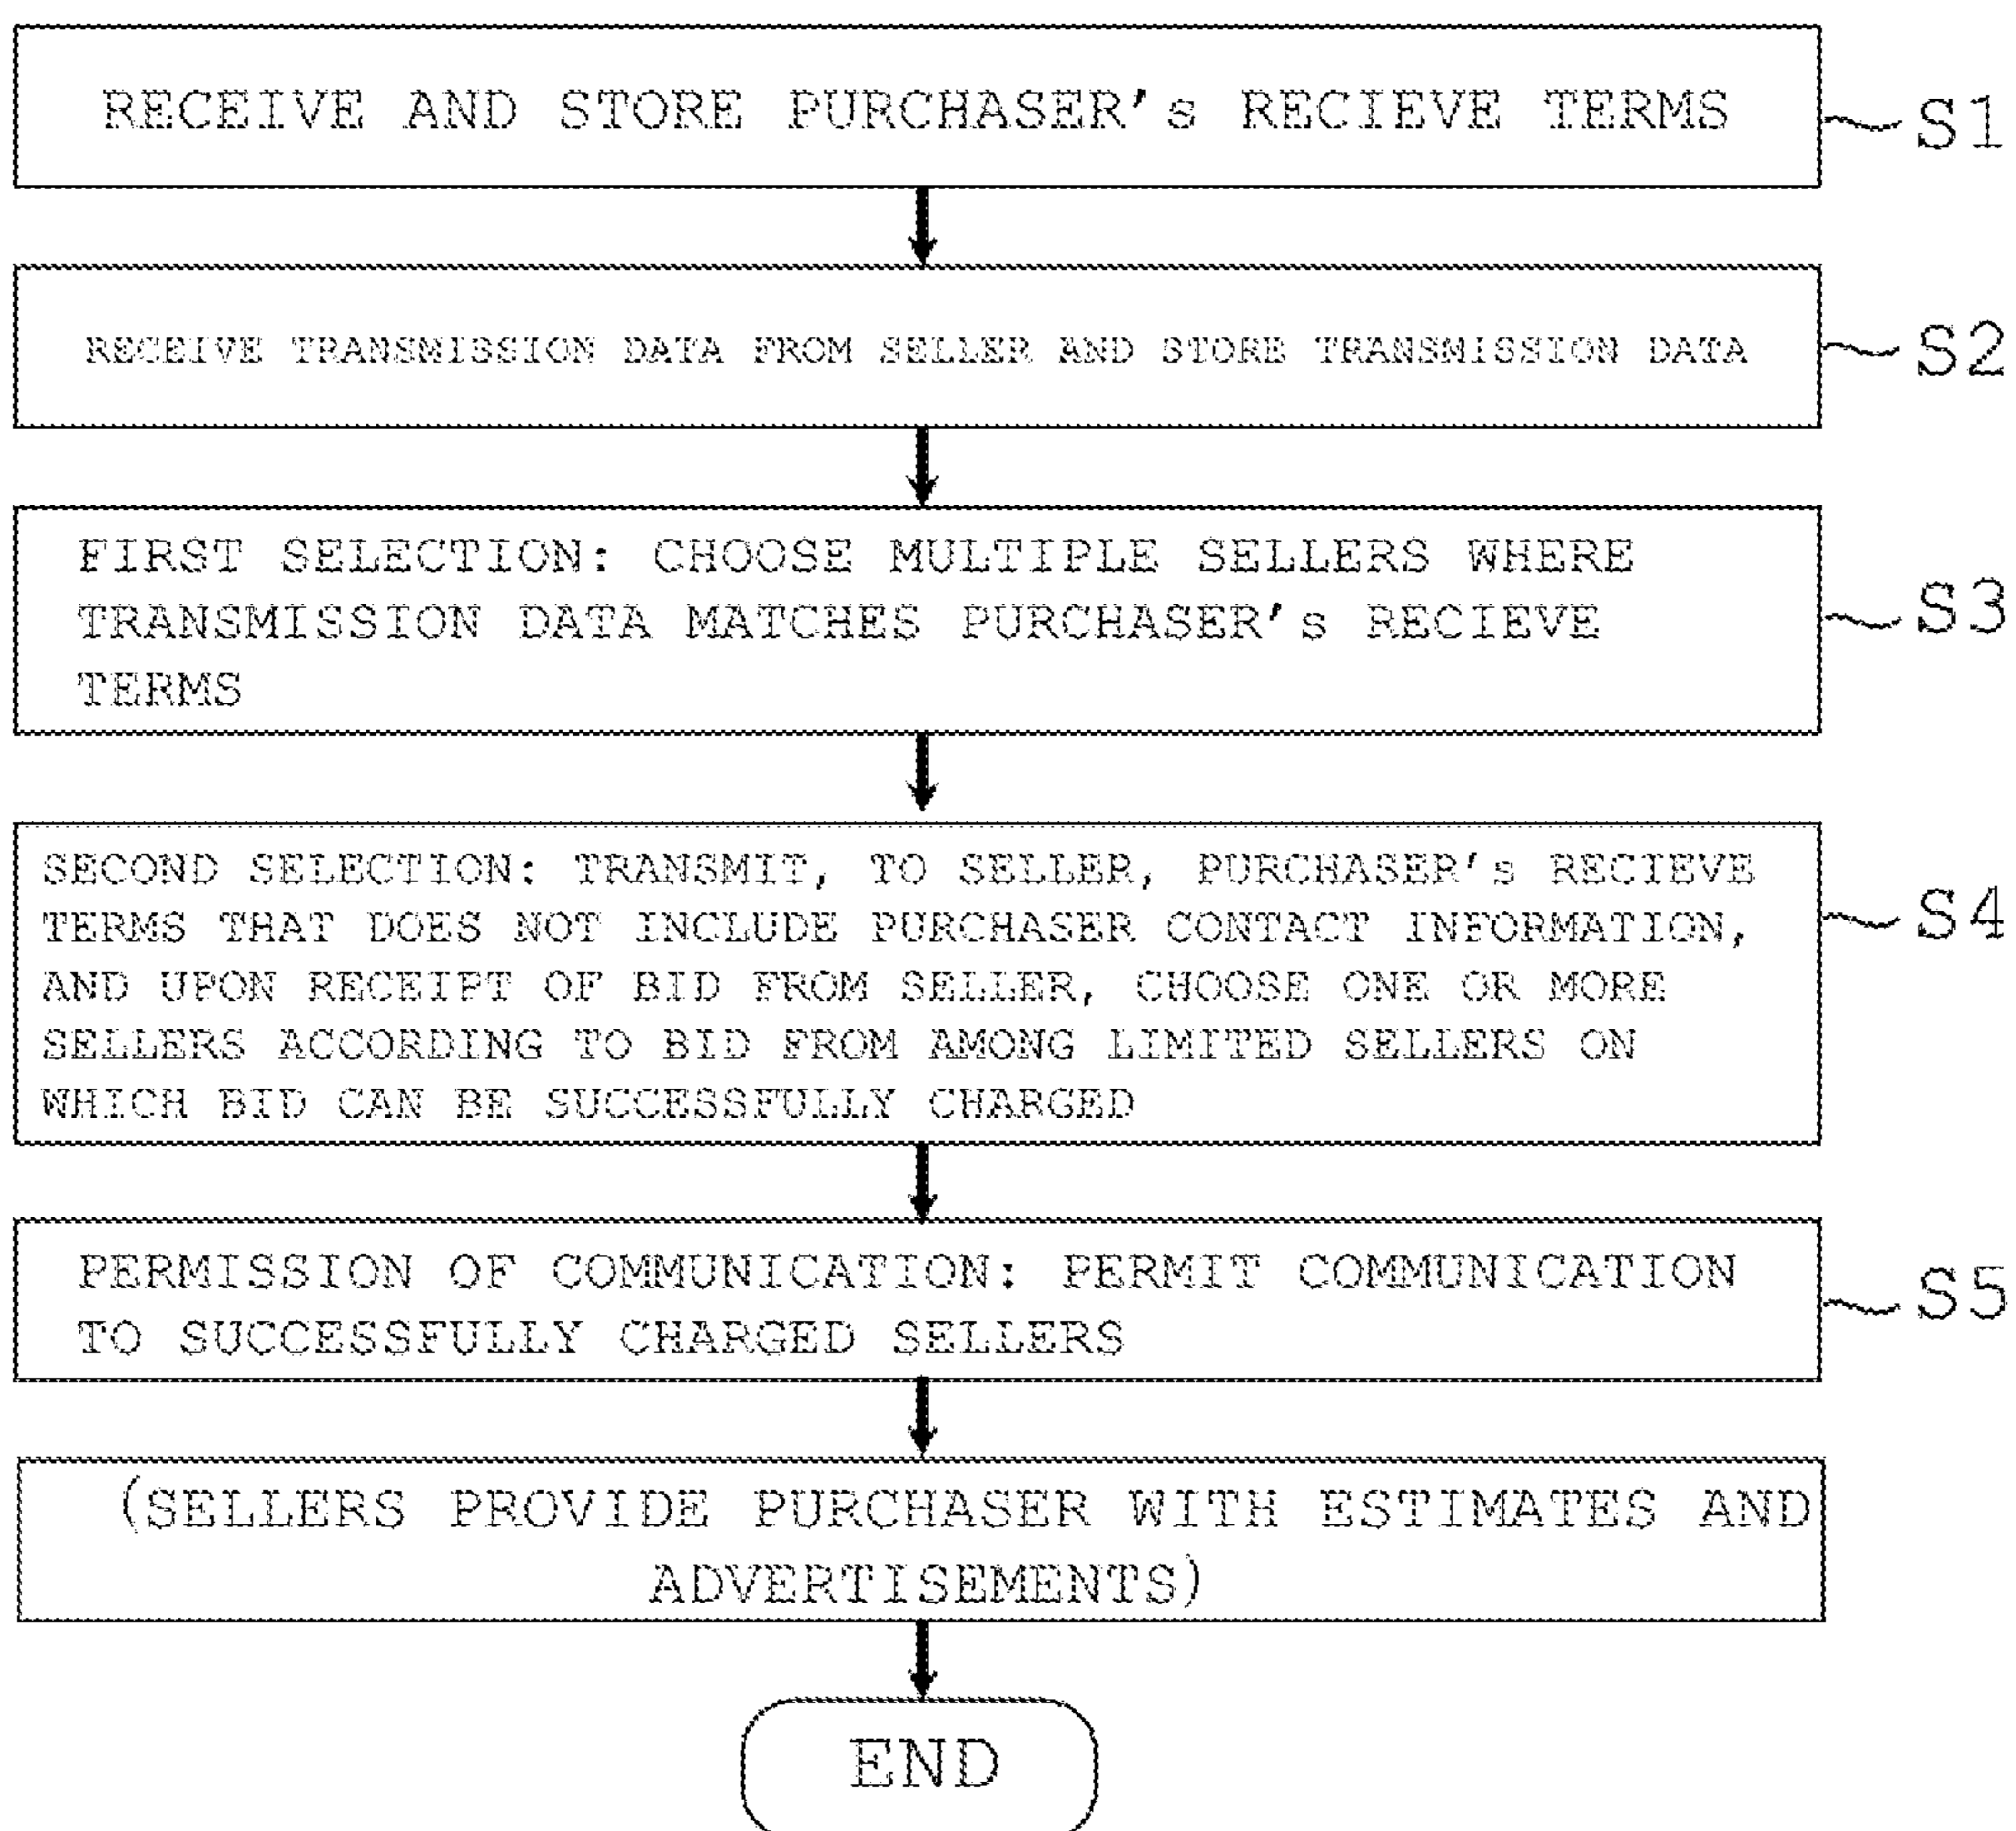 RECEIVE AND STORE PURCHASER's RECIEVE TERMS
S1
RECEIVE TRANSMISSION DATA FROM SELLER AND STORE TRANSMISSION DATA
S2
FIRST SELECTION: CHOOSE MULTIPLE SELLERS WHERE
TRANSMISSION DATA MATCHES PURCHASER's RECIEVE
TERMS
S3
SECOND SELECTION: TRANSMIT, TO SELLER, PURCHASER's RECIEVE
TERMS THAT DOES NOT INCLUDE PURCHASER CONTACT INFORMATION,
AND UPON RECEIPT OF BID FROM SELLER, CHOOSE ONE OR MORE
SELLERS ACCORDING TO BID FROM AMONG LIMITED SELLERS ON
WHICH BID CAN BE SUCCESSFULLY CHARGED
S4
PERMISSION OF COMMUNICATION: PERMIT COMMUNICATION
TO SUCCESSFULLY CHARGED SELLERS
S5
(SELLERS PROVIDE PURCHASER WITH ESTIMATES AND
ADVERTISEMENTS)
END